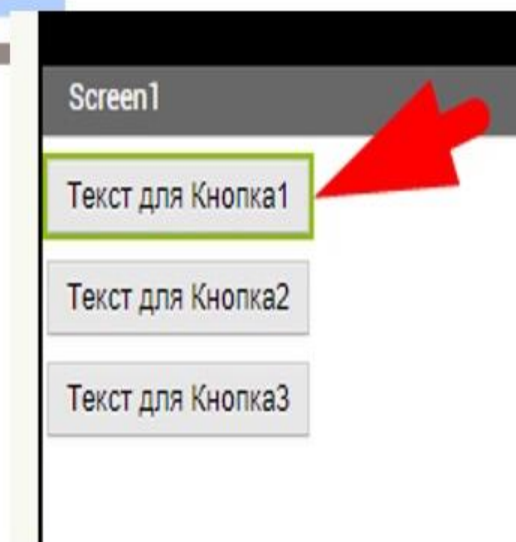 Screen1
Текст для Кнопка1
Текст для Кнопка2
Текст для Кнопка3